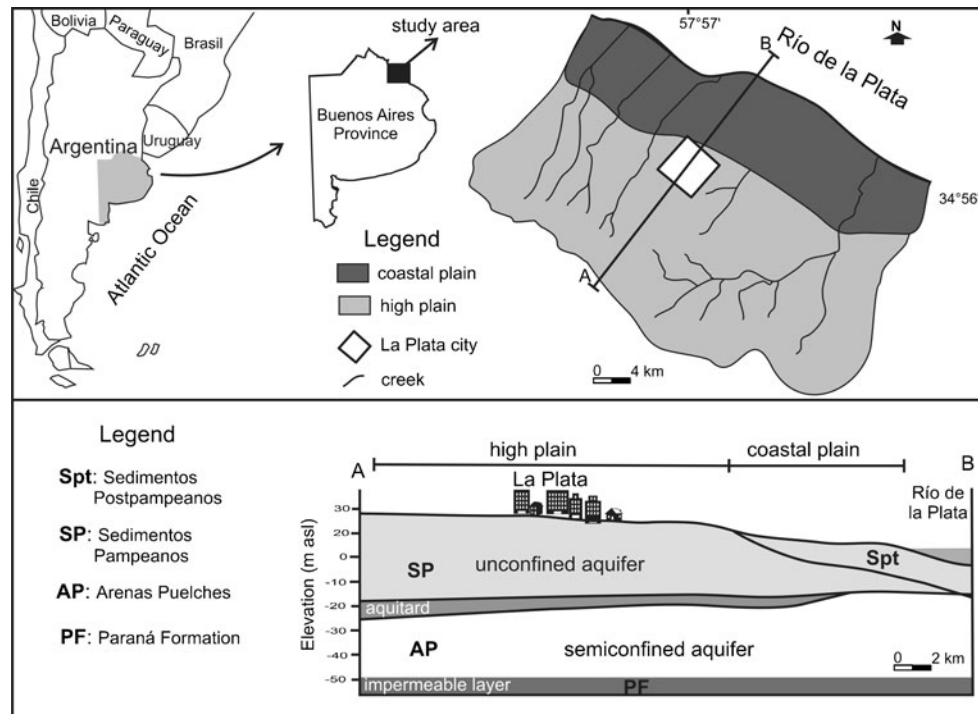 Bolivia
Paraguay
Brasil
Argentina
Uruguay
Chile
Atlantic Ocean
study area
Buenos Aires
Province
Legend
coastal plain
high plain
La Plata city
creek
57°57'
B
Río de la Plata
N
34°56'
A
0 4 km
Legend
Spt: Sedimentos
Postpampeanos
SP: Sedimentos
Pampeanos
AP: Arenas Puelches
PF: Paraná Formation
high plain
coastal plain
A
B
La Plata
Río de
la Plata
Elevation (m asl)
30
20
10
0
-10
-20
-30
-40
-50
SP
unconfined aquifer
Spt
aquitard
AP
semiconfined aquifer
0 2 km
impermeable layer
PF